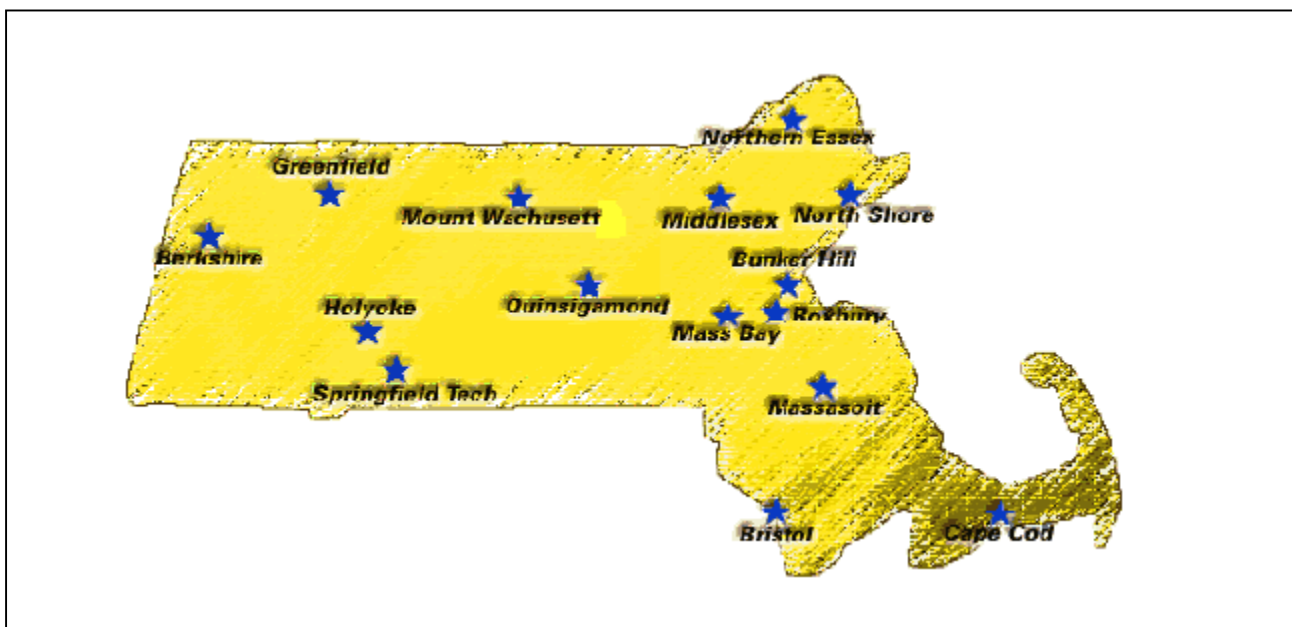 Northern Essex
Greenfield
Mount Wachusett
Middlesex
North Shore
Berkshire
Bunker Hill
Holyoke
Quinsigamond
Roxbury
Mass Bay
Springfield Tech
Massasoit
Bristol
Cape Cod